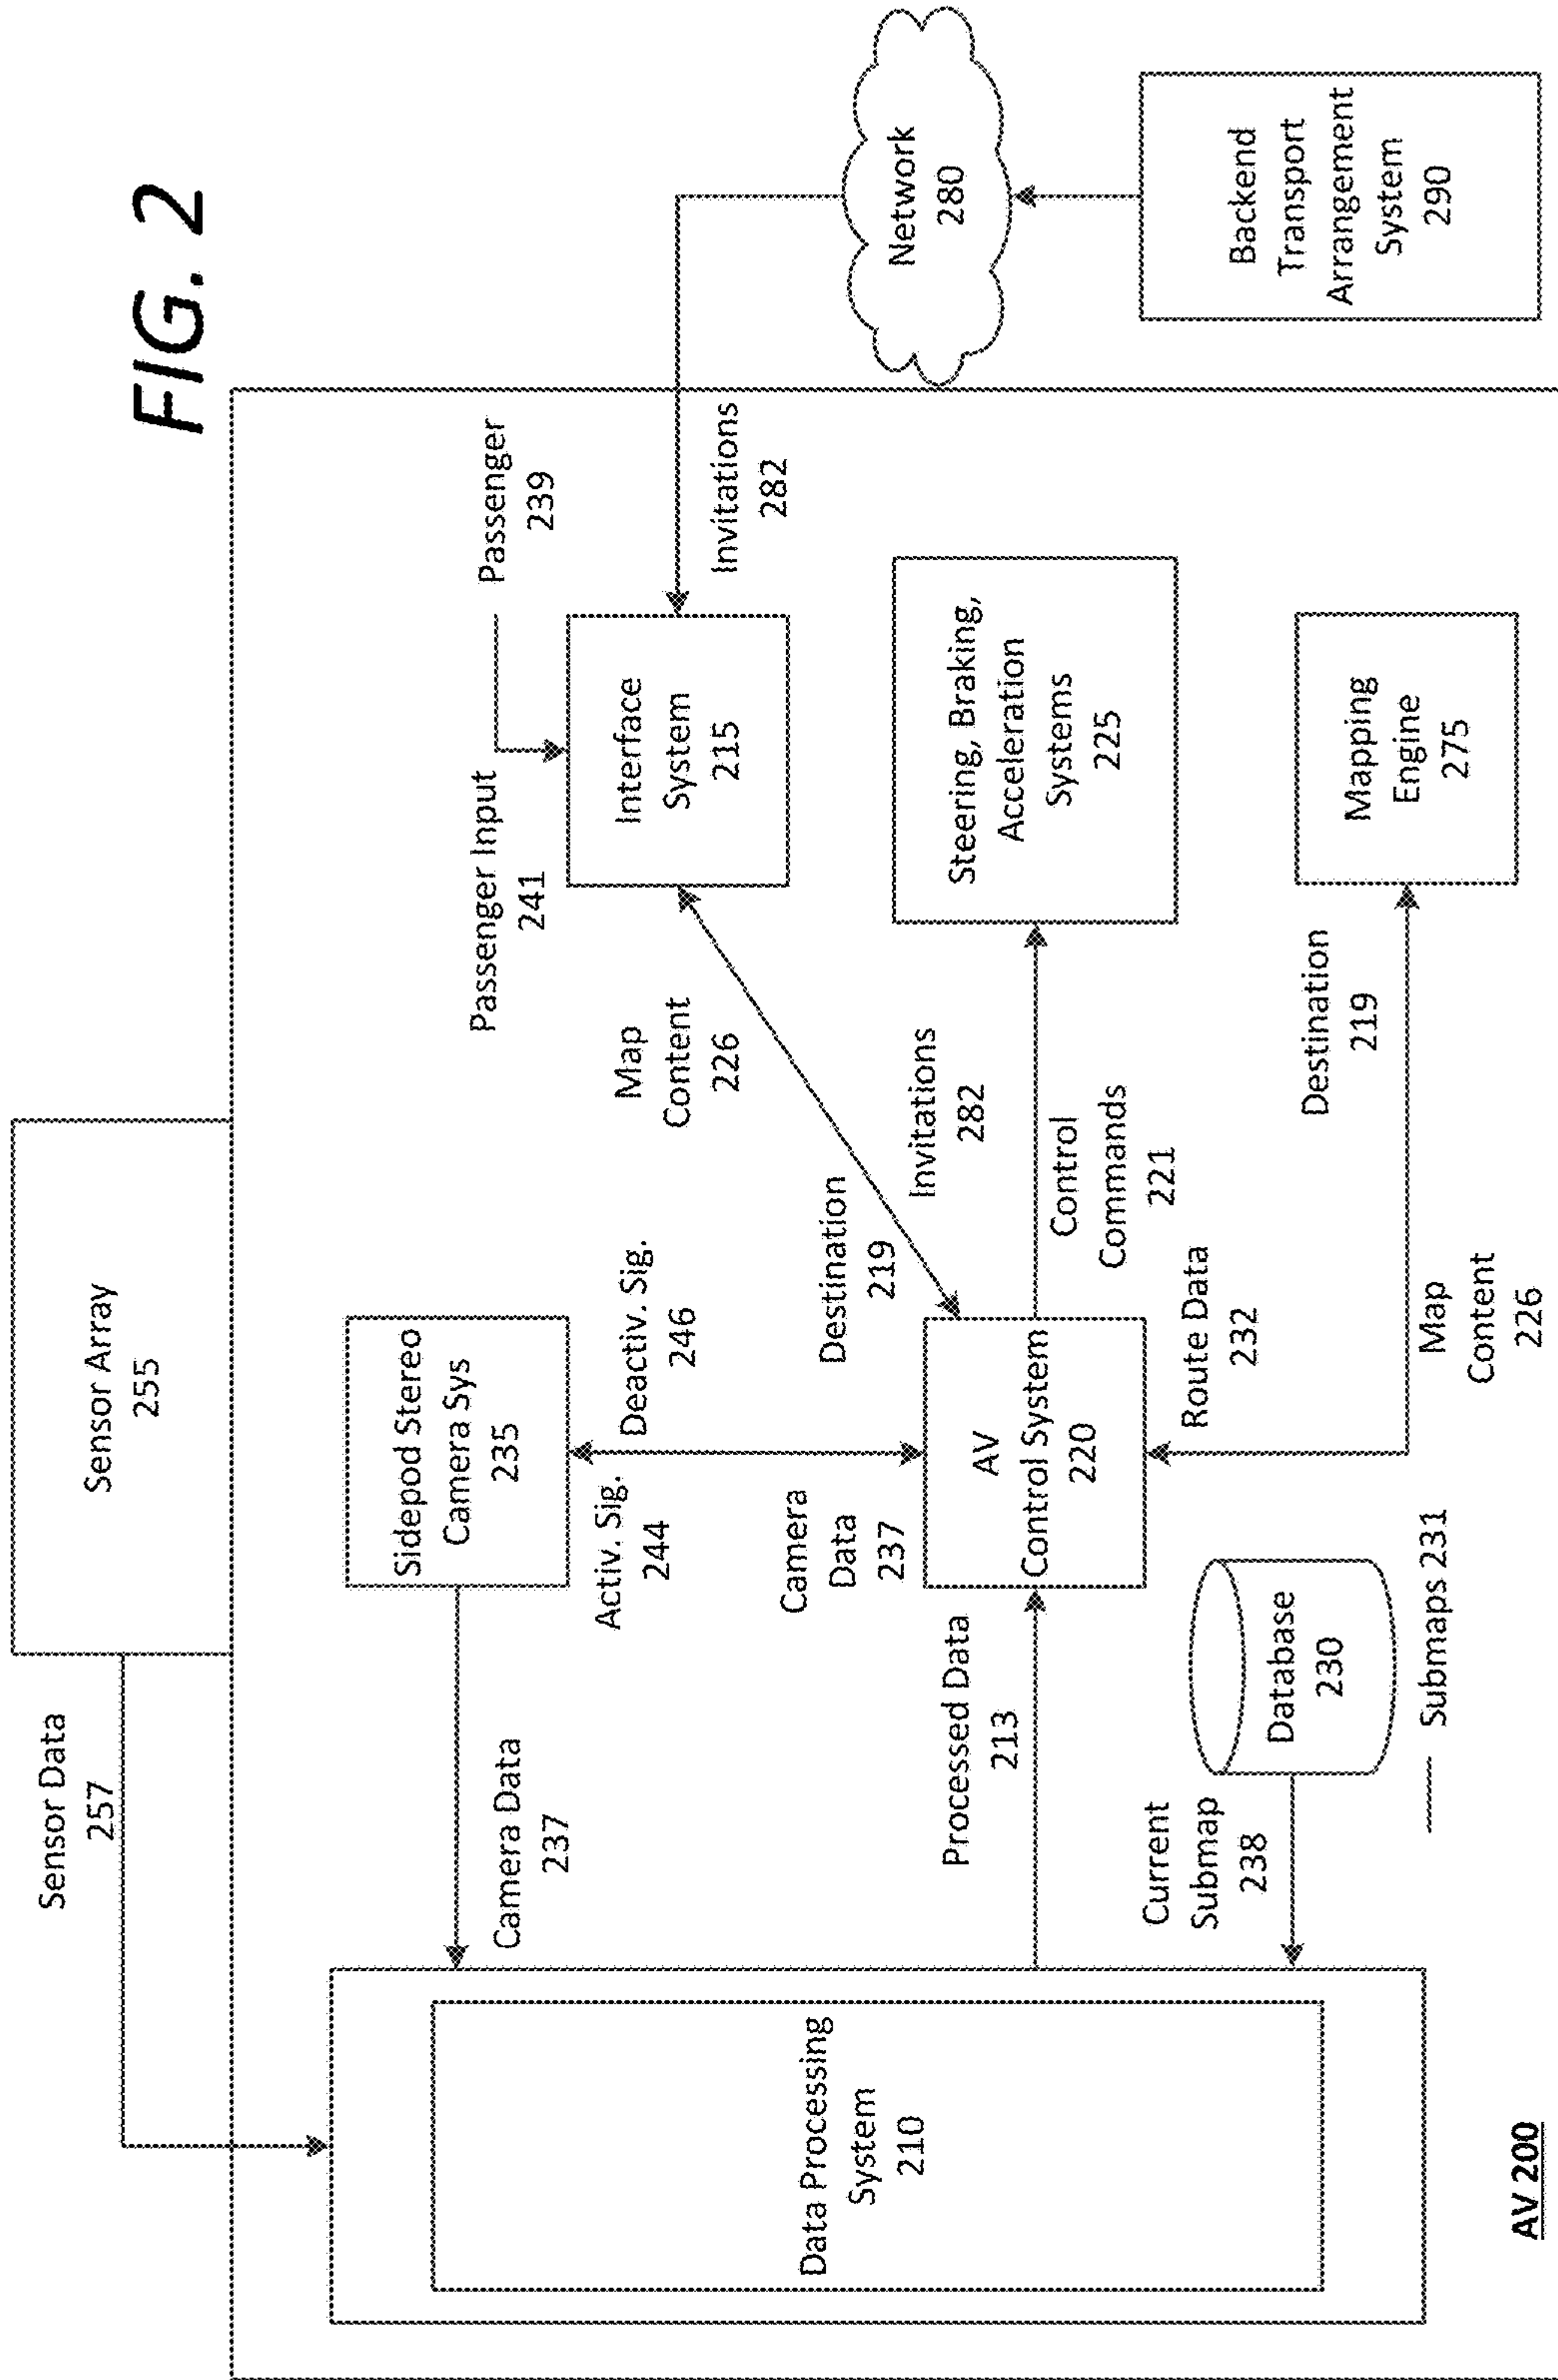 FIG. 2
Sensor Data
257
Sensor Array
255
Camera Data
237
Sidepod Stereo
Camera Sys
235
Activ. Sig.
244
Deactiv. Sig.
246
Passenger Input
241
Passenger
239
Data Processing
System
210
Processed Data
213
Camera
Data
237
AV
Control System
220
Destination
219
Map
Content
226
Interface
System
215
Invitations
282
Network
280
Invitations
282
Control
Commands
221
Steering, Braking,
Acceleration
Systems
225
Current
Submap
238
Database
230
Submaps 231
Route Data
232
Destination
219
Map
Content
226
Mapping
Engine
275
Backend
Transport
Arrangement
System
290
AV 200